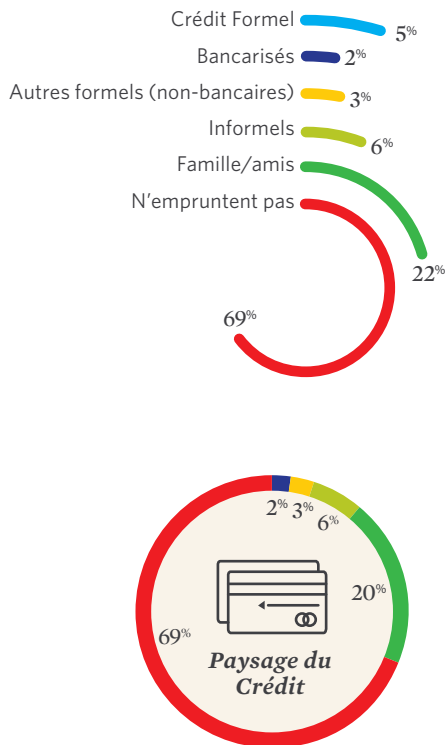 Crédit Formel
5%
Bancarisés
2%
Autres formels (non-bancaires)
3%
Informels
6%
Famille/amis
22%
N'empruntent pas
69%
2%
3%
6%
20%
69%
Paysage du
Crédit